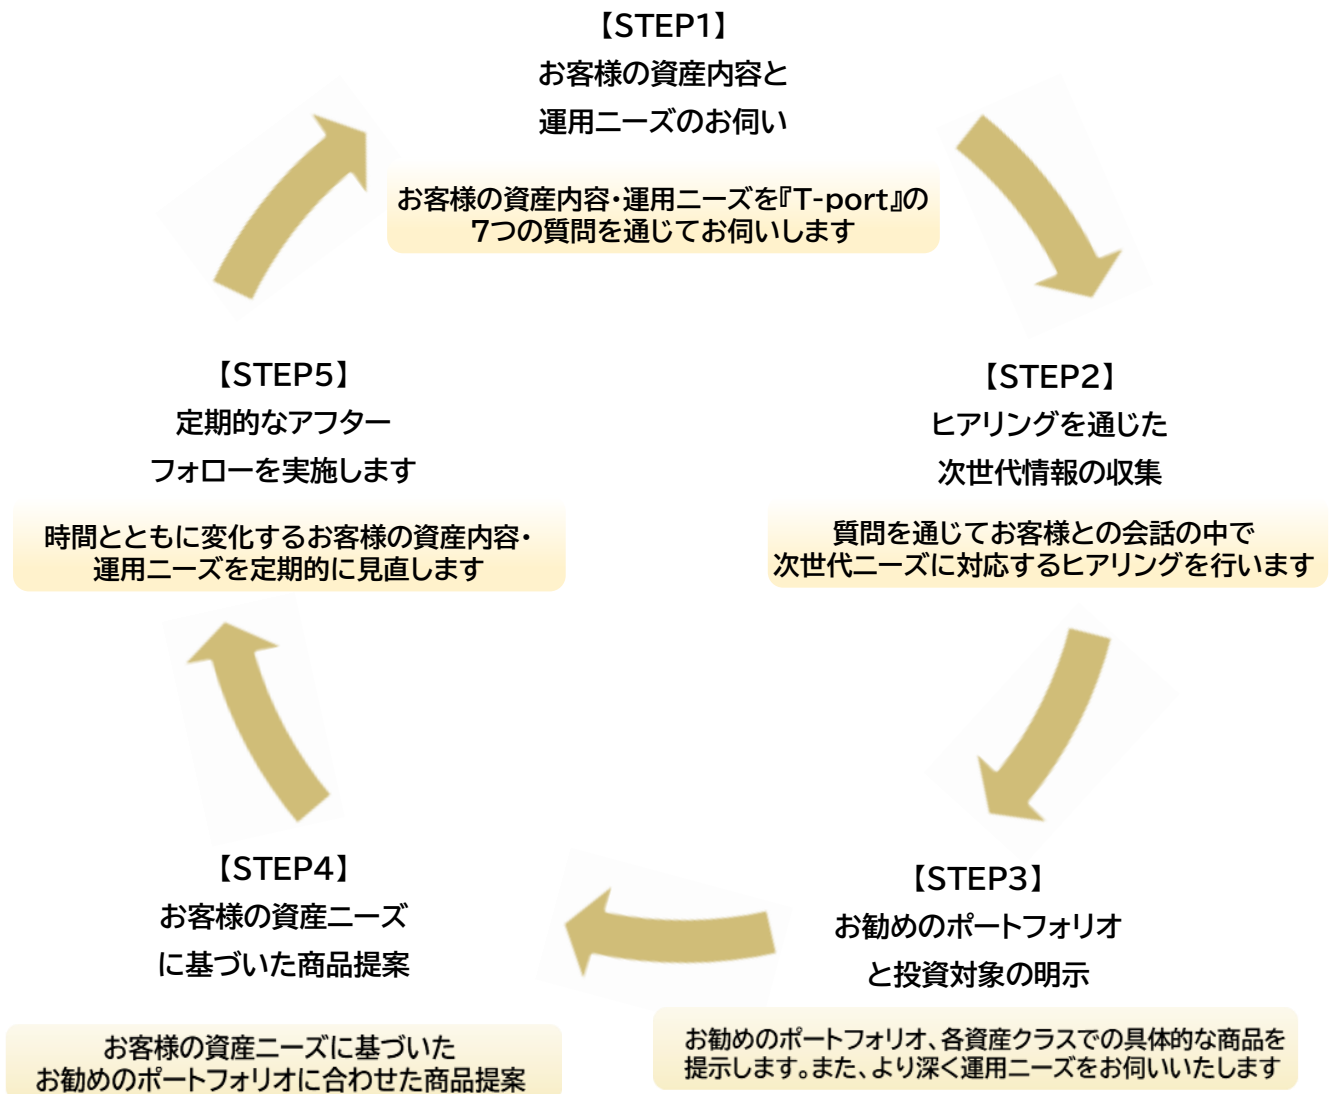 【STEP1】
お客様の資産内容と
運用ニーズのお伺い
お客様の資産内容・運用ニーズを『T-port』の
7つの質問を通じてお伺いします
【STEP2】
ヒアリングを通じた
次世代情報の収集
質問を通じてお客様との会話の中で
次世代ニーズに対応するヒアリングを行います
【STEP3】
お勧めのポートフォリオ
と投資対象の明示
お勧めのポートフォリオ、各資産クラスでの具体的な商品を
提示します。また、より深く運用ニーズをお伺いいたします
【STEP4】
お客様の資産ニーズ
に基づいた商品提案
お客様の資産ニーズに基づいた
お勧めのポートフォリオに合わせた商品提案
【STEP5】
定期的なアフター
フォローを実施します
時間とともに変化するお客様の資産内容・
運用ニーズを定期的に見直します